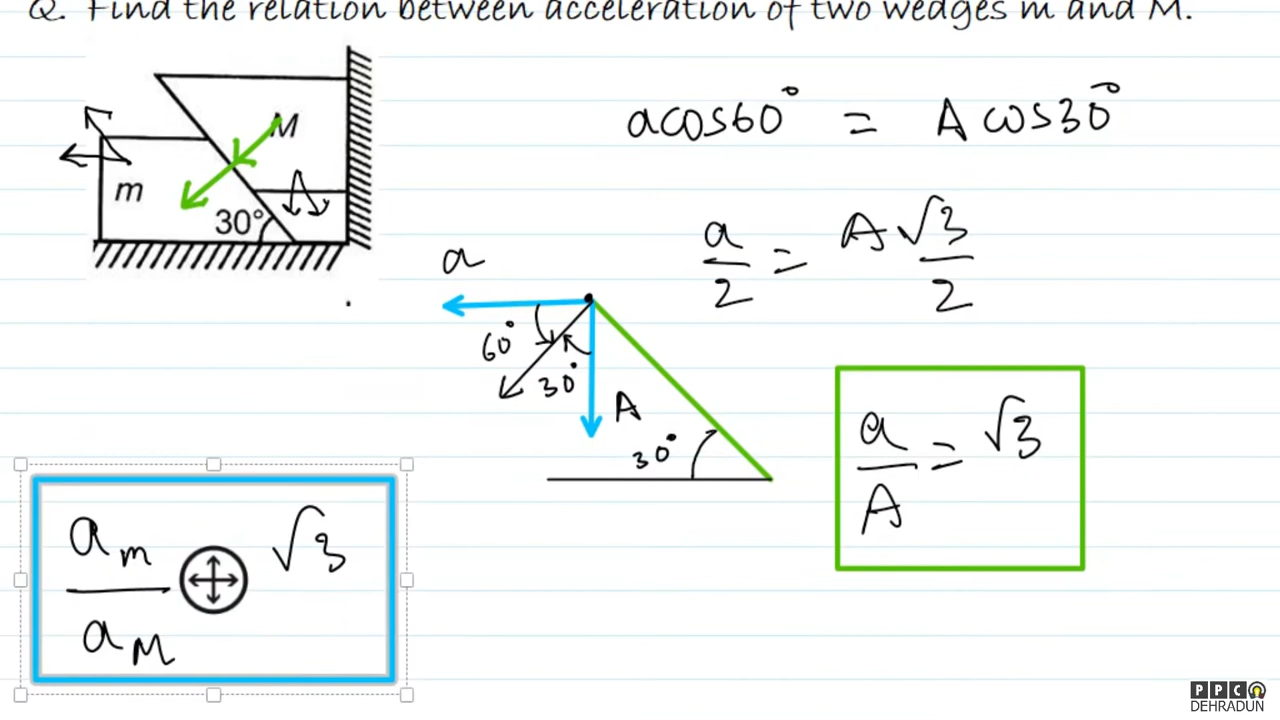 Q. Find the relation between acceleration of two wedges m and M.
M
m
30°
A
acos60° = A cos30°
a/2 = A√3/2
a
60°
30°
A
30°
a/A = √3
a_m/a_M √3
PPC
DEHRADUN